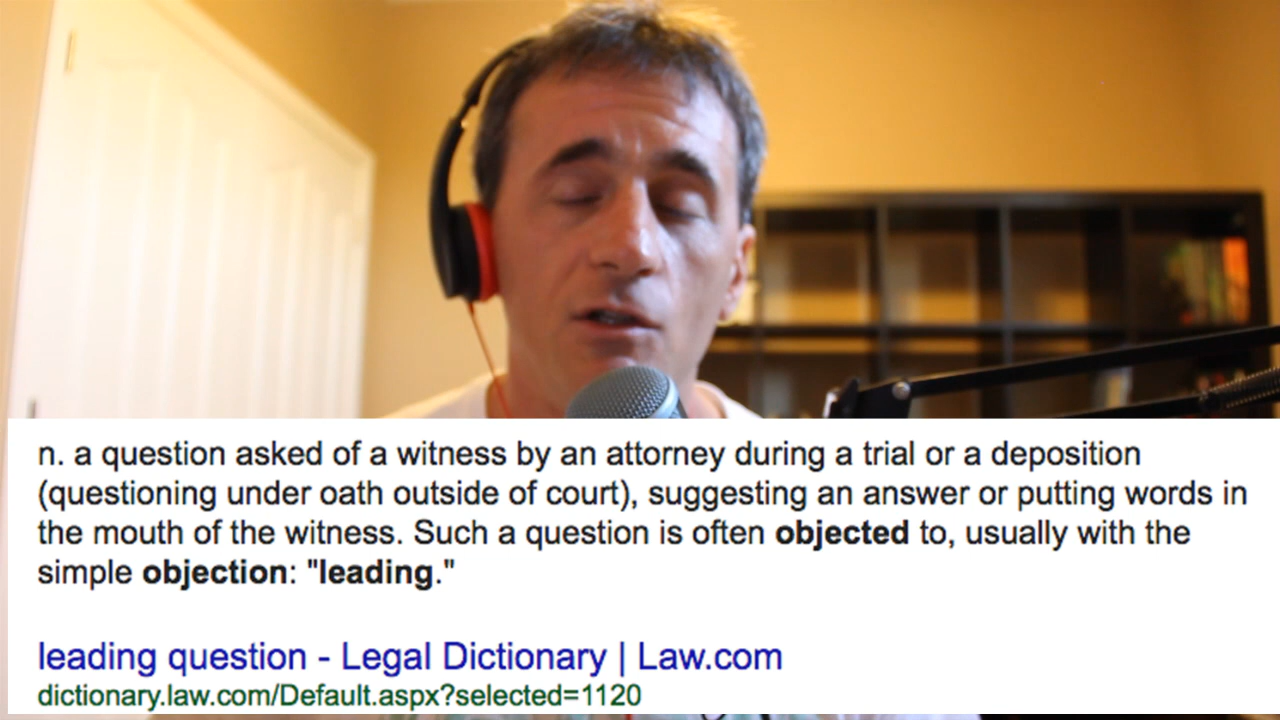 n. a question asked of a witness by an attorney during a trial or a deposition
(questioning under oath outside of court), suggesting an answer or putting words in
the mouth of the witness. Such a question is often objected to, usually with the
simple objection: "leading."
leading question - Legal Dictionary | Law.com
dictionary.law.com/Default.aspx?selected=1120